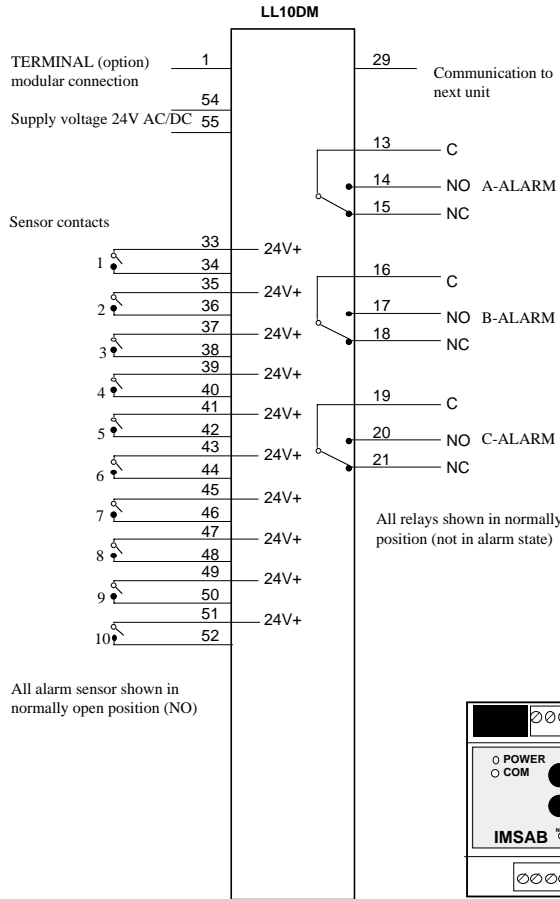 LL10DM
TERMINAL (option)
modular connection
1
29
Communication to
next unit
54
Supply voltage 24V AC/DC
55
13
C
14
NO A-ALARM
15
NC
Sensor contacts
33
24V+
1
34
35
24V+
2
36
37
24V+
3
38
39
24V+
4
40
41
24V+
5
42
43
24V+
6
44
45
24V+
7
46
47
24V+
8
48
49
24V+
9
50
51
24V+
10
52
16
C
17
NO B-ALARM
18
NC
19
C
20
NO C-ALARM
21
NC
All relays shown in normally
position (not in alarm state)
All alarm sensor shown in
normally open position (NO)
POWER
COM
IMSAB